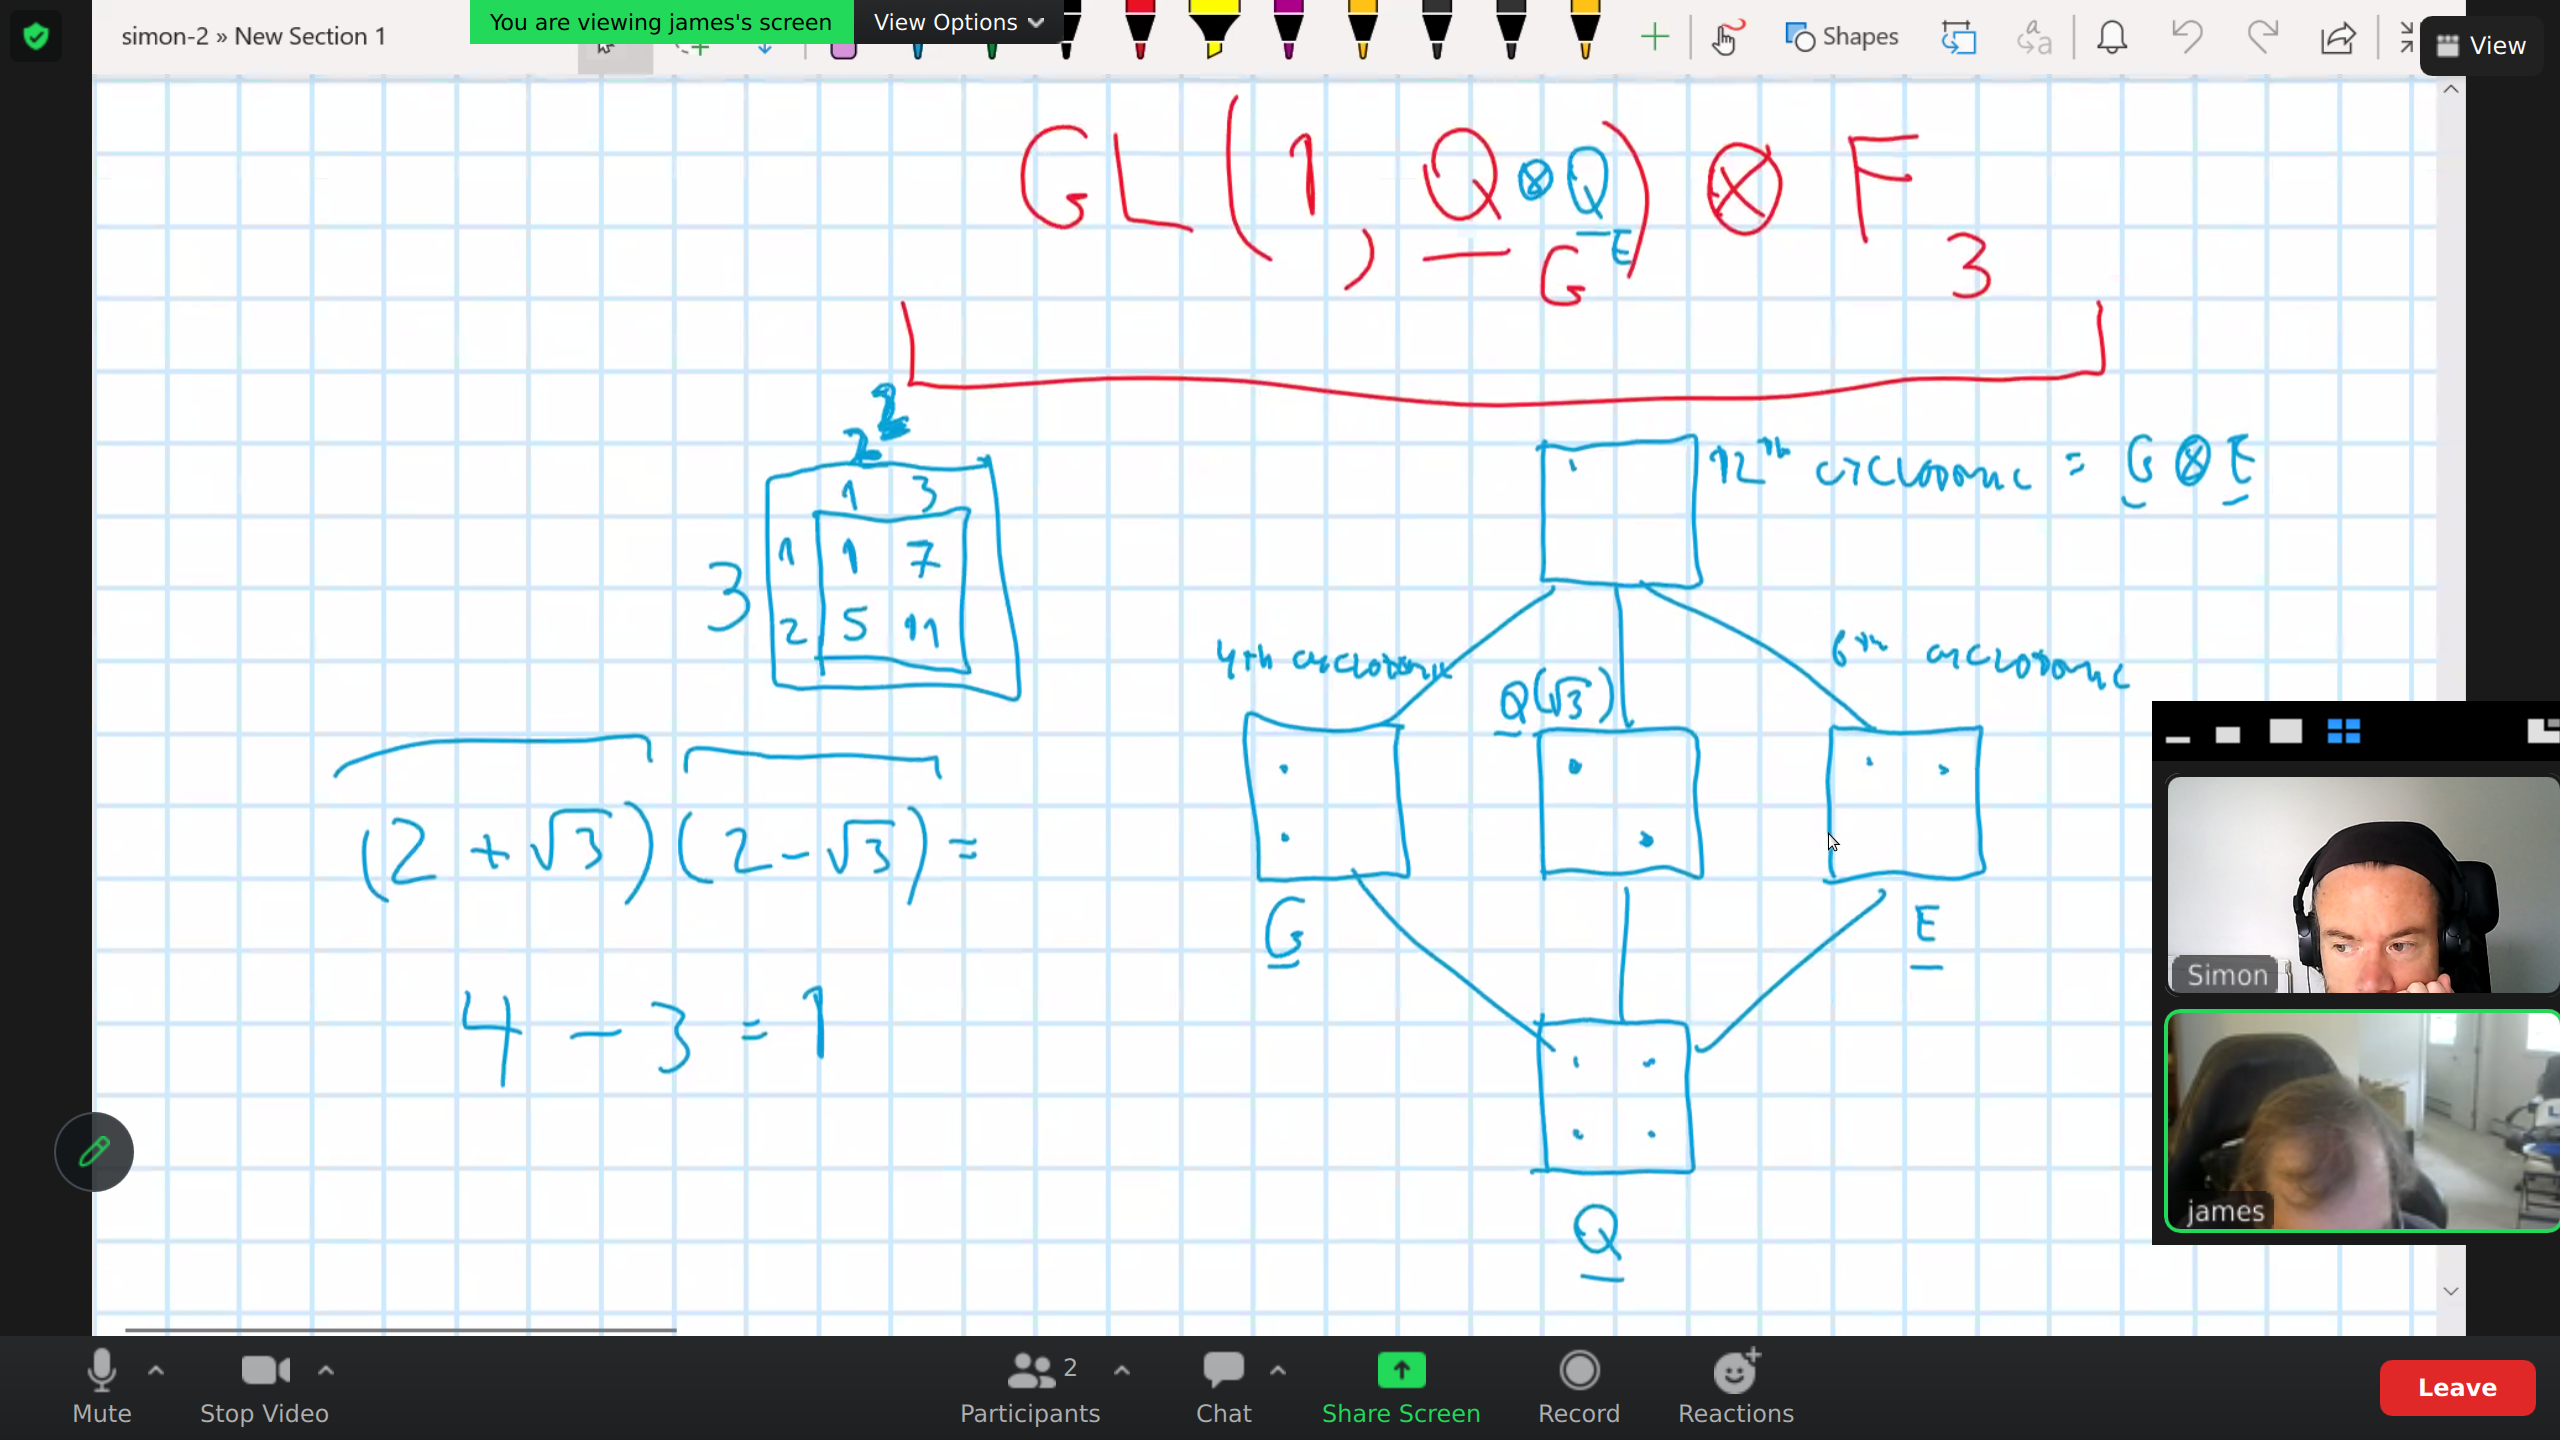 You are viewing james's screen
View Options
simon-2 » New Section 1
Shapes
View
GL(1, Q⊗Q) ⊗ F
G E 3
2
2
12th cyclotomic = G ⊗ E
1 3
1 1 7
3
2 5 11
4th cyclotomic
Q(√3)
6th cyclotomic
(2 + √3)(2 - √3) =
G
E
4 - 3 = 1
Q
Simon
james
Mute
Stop Video
2
Participants
Chat
Share Screen
Record
Reactions
Leave